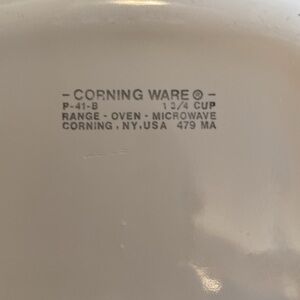 - CORNING WARE ® -
P-41-B 1 3/4 CUP
RANGE - OVEN - MICROWAVE
CORNING, NY, USA 479 MA